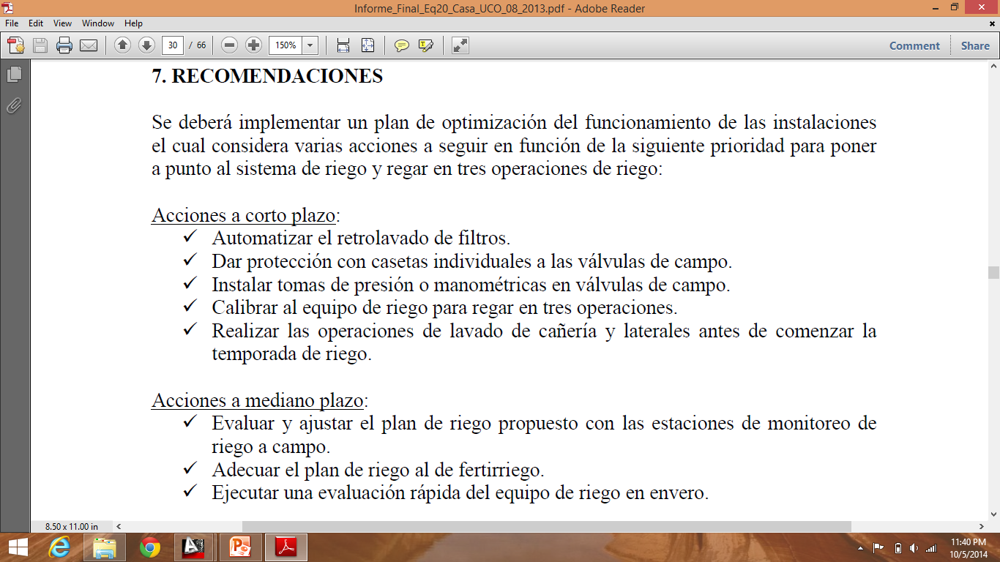 Informe_Final_Eq20_Casa_UCO_08_2013.pdf - Adobe Reader
File Edit View Window Help
30 / 66 150% Comment Share
7. RECOMENDACIONES
Se deberá implementar un plan de optimización del funcionamiento de las instalaciones
el cual considera varias acciones a seguir en función de la siguiente prioridad para poner
a punto al sistema de riego y regar en tres operaciones de riego:
Acciones a corto plazo:
✓ Automatizar el retrolavado de filtros.
✓ Dar protección con casetas individuales a las válvulas de campo.
✓ Instalar tomas de presión o manométricas en válvulas de campo.
✓ Calibrar al equipo de riego para regar en tres operaciones.
✓ Realizar las operaciones de lavado de cañería y laterales antes de comenzar la
temporada de riego.
Acciones a mediano plazo:
✓ Evaluar y ajustar el plan de riego propuesto con las estaciones de monitoreo de
riego a campo.
✓ Adecuar el plan de riego al de fertirriego.
✓ Ejecutar una evaluación rápida del equipo de riego en envero.
8.50 x 11.00 in
11:40 PM
10/5/2014